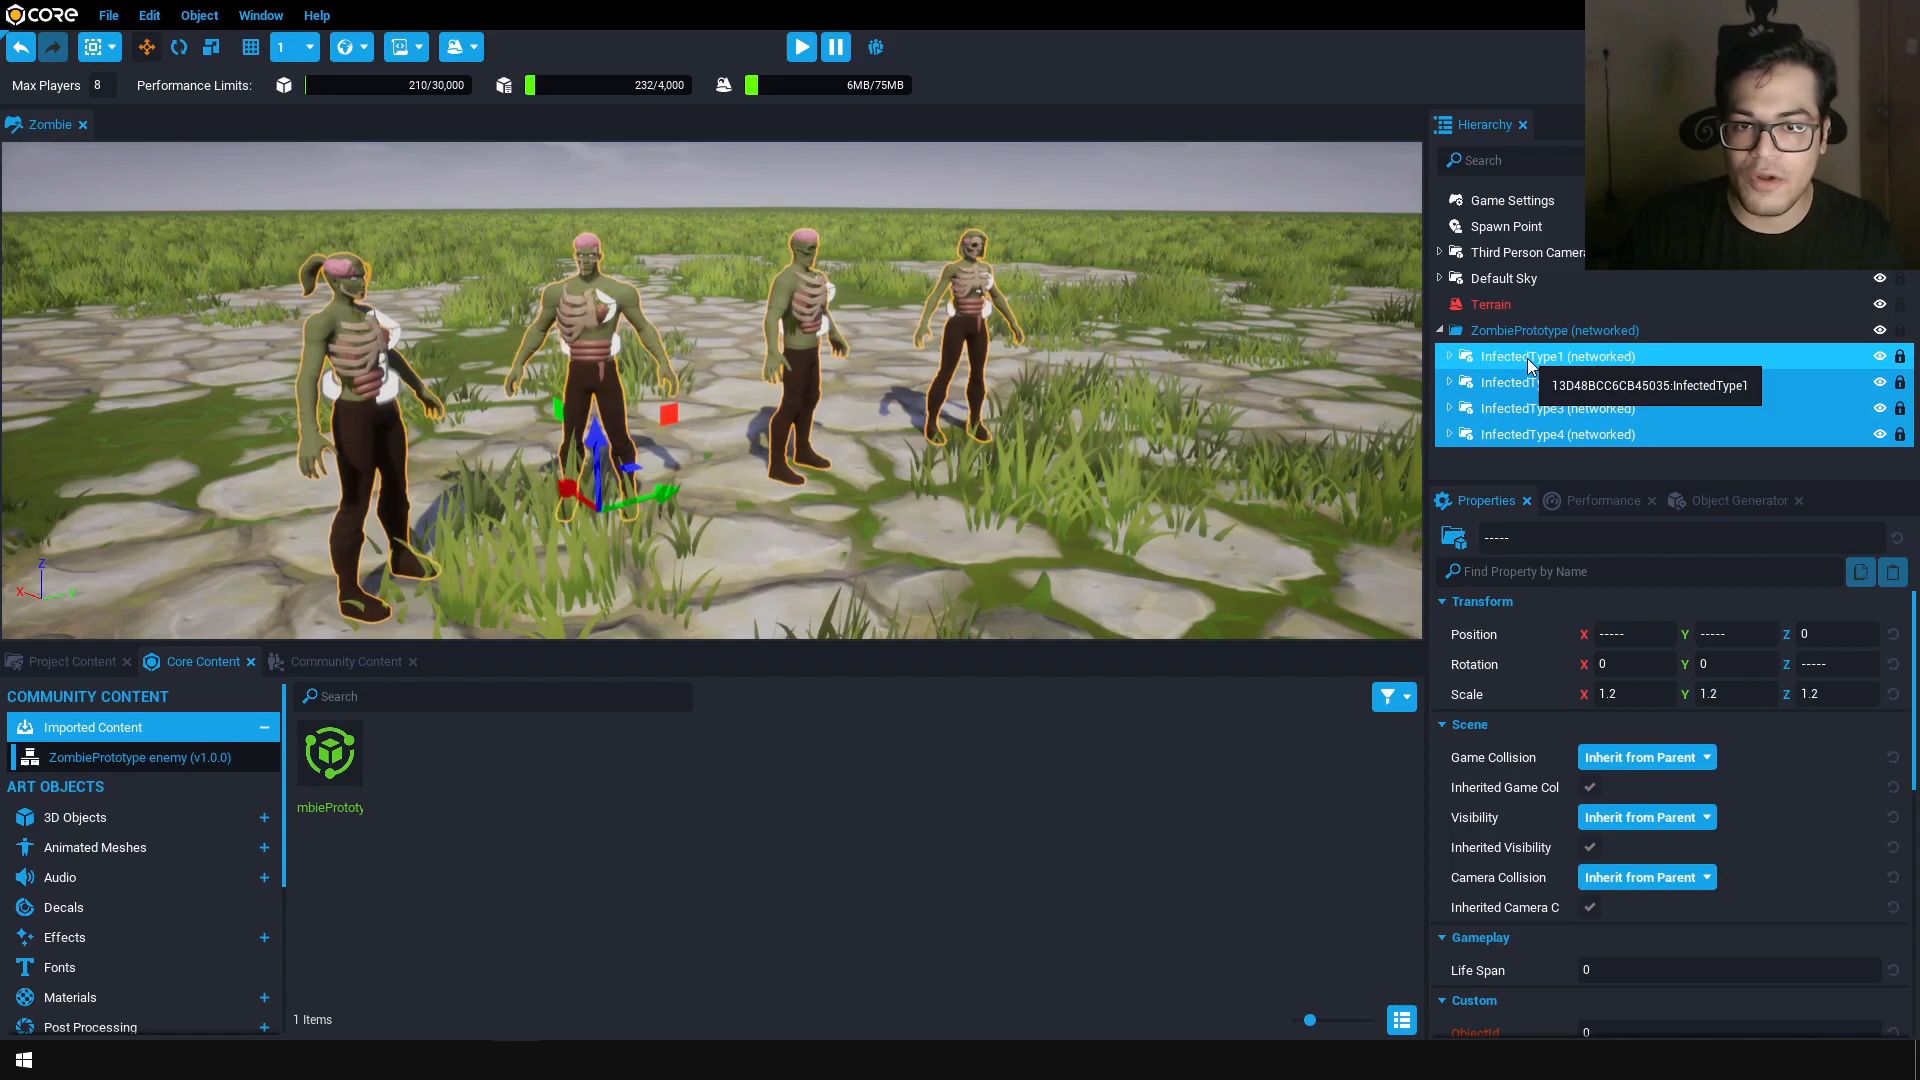 CORE File Edit Object Window Help
1
Max Players 8 Performance Limits: 210/30,000 232/4,000 6MB/75MB
Zombie
Z
X
Hierarchy
Search
Game Settings
Spawn Point
Third Person Camera
Default Sky
Terrain
ZombiePrototype (networked)
InfectedType1 (networked)
InfectedTy
13D48BCC6CB45035:InfectedType1
InfectedType3 (networked)
InfectedType4 (networked)
Properties Performance Object Generator
-----
Find Property by Name
Transform
Position X ----- Y ----- Z 0
Rotation X 0 Y 0 Z -----
Scale X 1.2 Y 1.2 Z 1.2
Scene
Game Collision Inherit from Parent
Inherited Game Col
Visibility Inherit from Parent
Inherited Visibility
Camera Collision Inherit from Parent
Inherited Camera C
Gameplay
Life Span 0
Custom
ObjectId 0
Project Content Core Content Community Content
COMMUNITY CONTENT
Imported Content
ZombiePrototype enemy (v1.0.0)
ART OBJECTS
3D Objects
Animated Meshes
Audio
Decals
Effects
Fonts
Materials
Post Processing
Search
mbiePrototy
1 Items